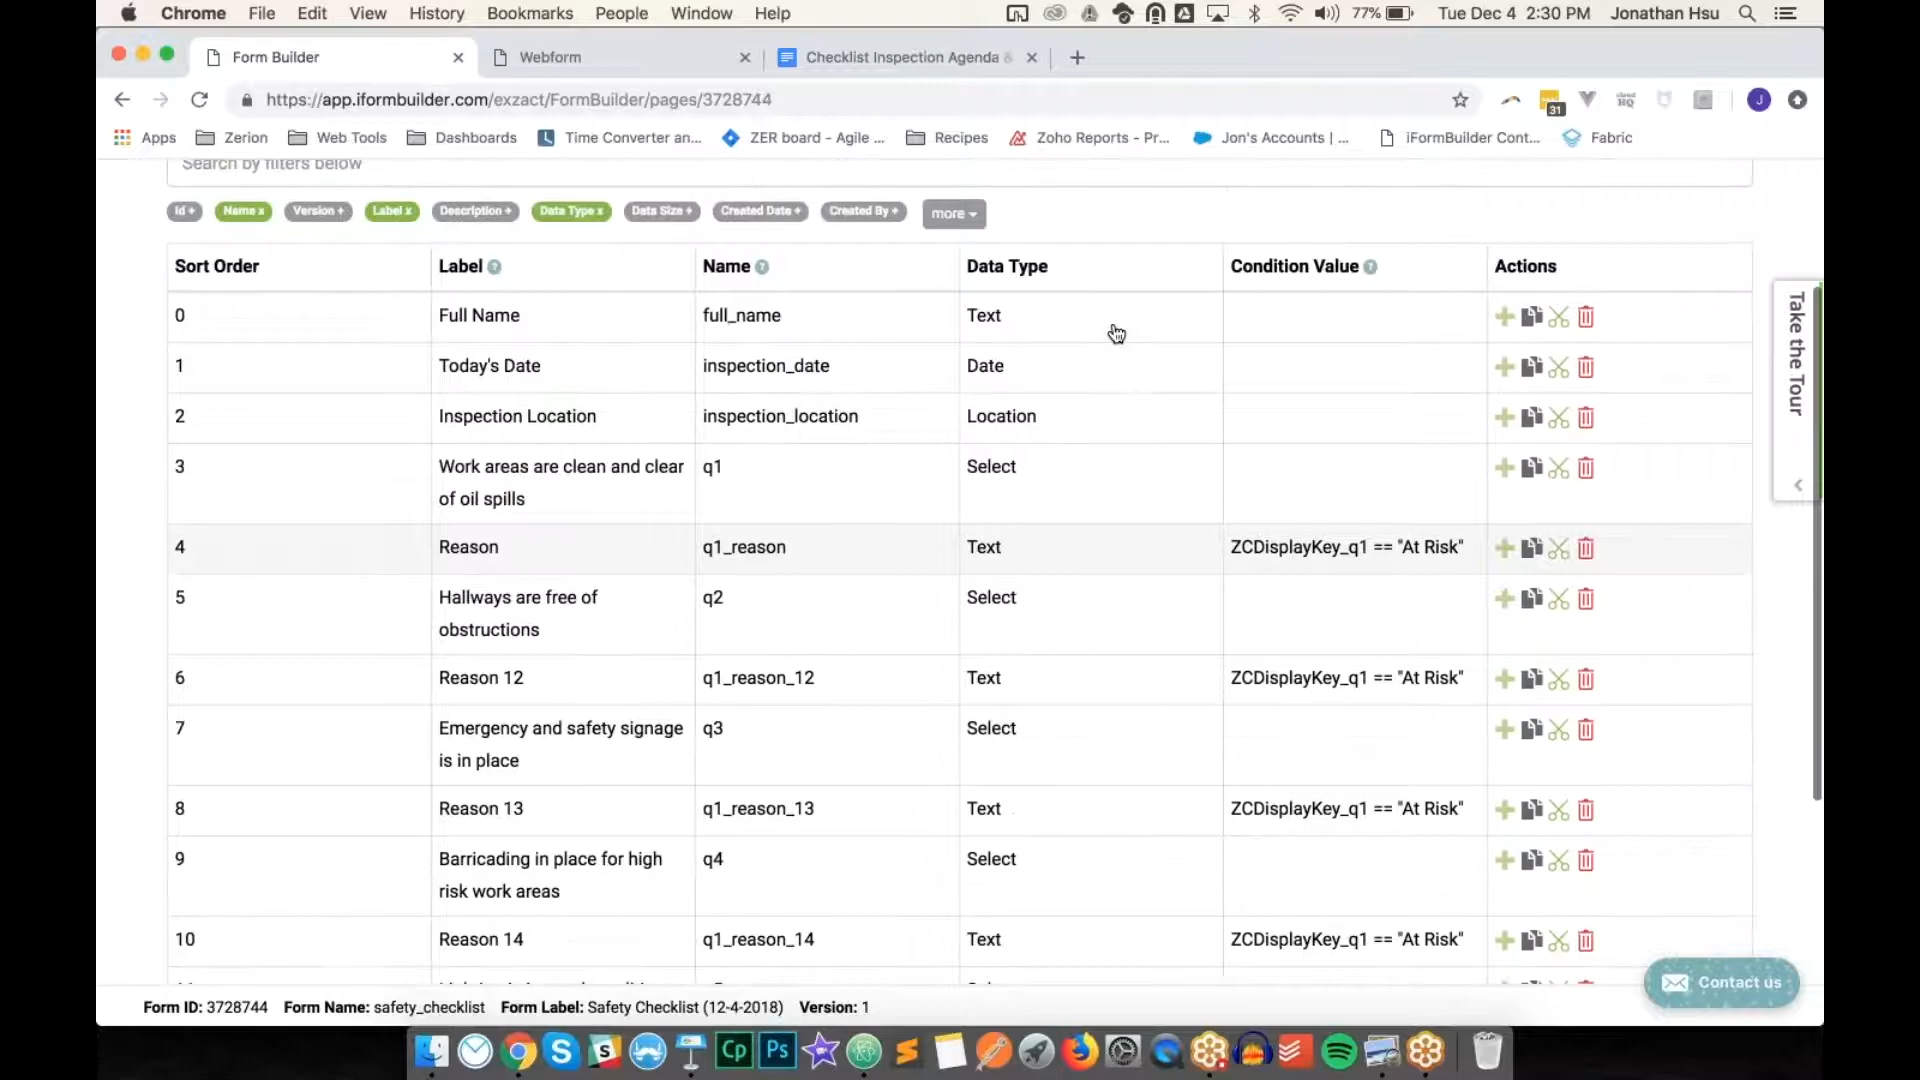 Chrome File Edit View History Bookmarks People Window Help 77% Tue Dec 4 2:30 PM Jonathan Hsu
Form Builder Webform Checklist Inspection Agenda
https://app.iformbuilder.com/exzact/FormBuilder/pages/3728744 31 J
Apps Zerion Web Tools Dashboards Time Converter an... ZER board - Agile ... Recipes Zoho Reports - Pr... Jon's Accounts | ... iFormBuilder Cont... Fabric
Search by filters below
Id + Name x Version + Label x Description + Data Type x Data Size + Created Date + Created By + more
Sort Order Label ? Name ? Data Type Condition Value ? Actions
0 Full Name full_name Text
1 Today's Date inspection_date Date
2 Inspection Location inspection_location Location
3 Work areas are clean and clear q1 Select
of oil spills
4 Reason q1_reason Text ZCDisplayKey_q1 == "At Risk"
5 Hallways are free of q2 Select
obstructions
6 Reason 12 q1_reason_12 Text ZCDisplayKey_q1 == "At Risk"
7 Emergency and safety signage q3 Select
is in place
8 Reason 13 q1_reason_13 Text ZCDisplayKey_q1 == "At Risk"
9 Barricading in place for high q4 Select
risk work areas
10 Reason 14 q1_reason_14 Text ZCDisplayKey_q1 == "At Risk"
Take the Tour
Contact us
Form ID: 3728744 Form Name: safety_checklist Form Label: Safety Checklist (12-4-2018) Version: 1
Cp Ps